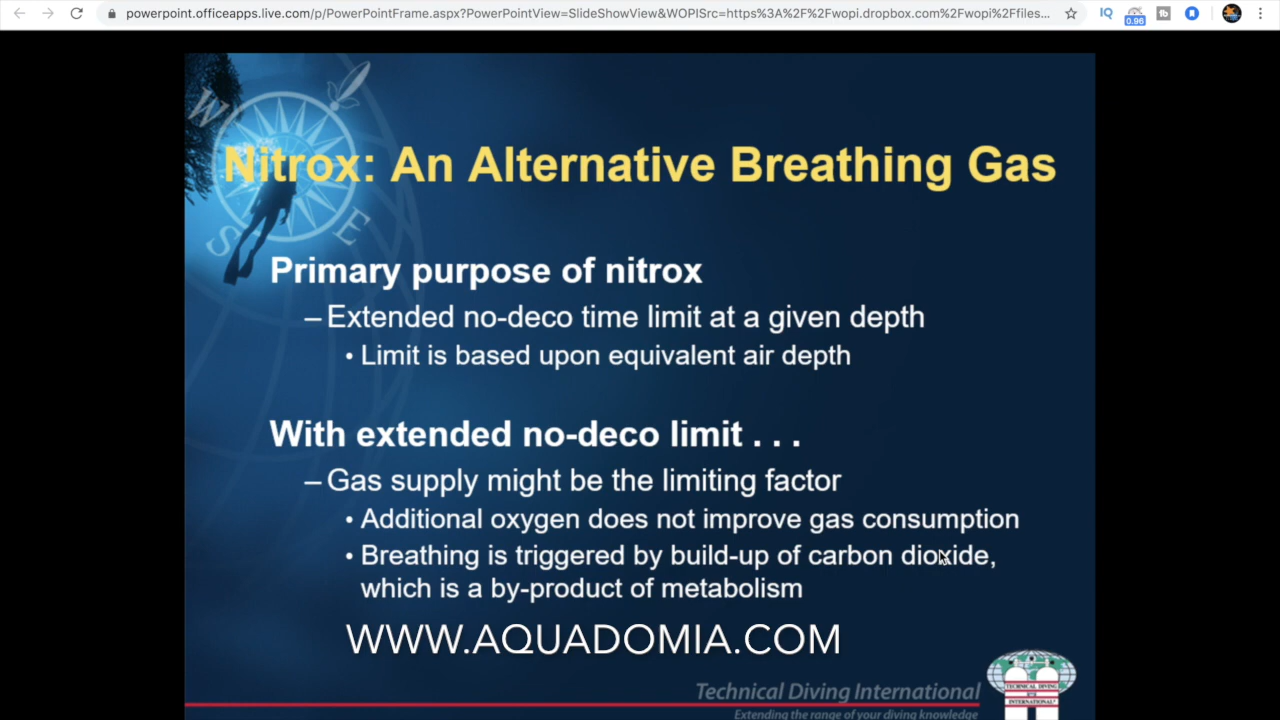 powerpoint.officeapps.live.com/p/PowerPointFrame.aspx?PowerPointView=SlideShowView&WOPISrc=https%3A%2F%2Fwopi.dropbox.com%2Fwopi%2Ffiles...
IQ
0.96
tb
W
S
E
Nitrox: An Alternative Breathing Gas
Primary purpose of nitrox
– Extended no-deco time limit at a given depth
• Limit is based upon equivalent air depth
With extended no-deco limit . . .
– Gas supply might be the limiting factor
• Additional oxygen does not improve gas consumption
• Breathing is triggered by build-up of carbon dioxide,
which is a by-product of metabolism
WWW.AQUADOMIA.COM
Technical Diving International
Extending the range of your diving knowledge
TECHNICAL DIVING
INTERNATIONAL